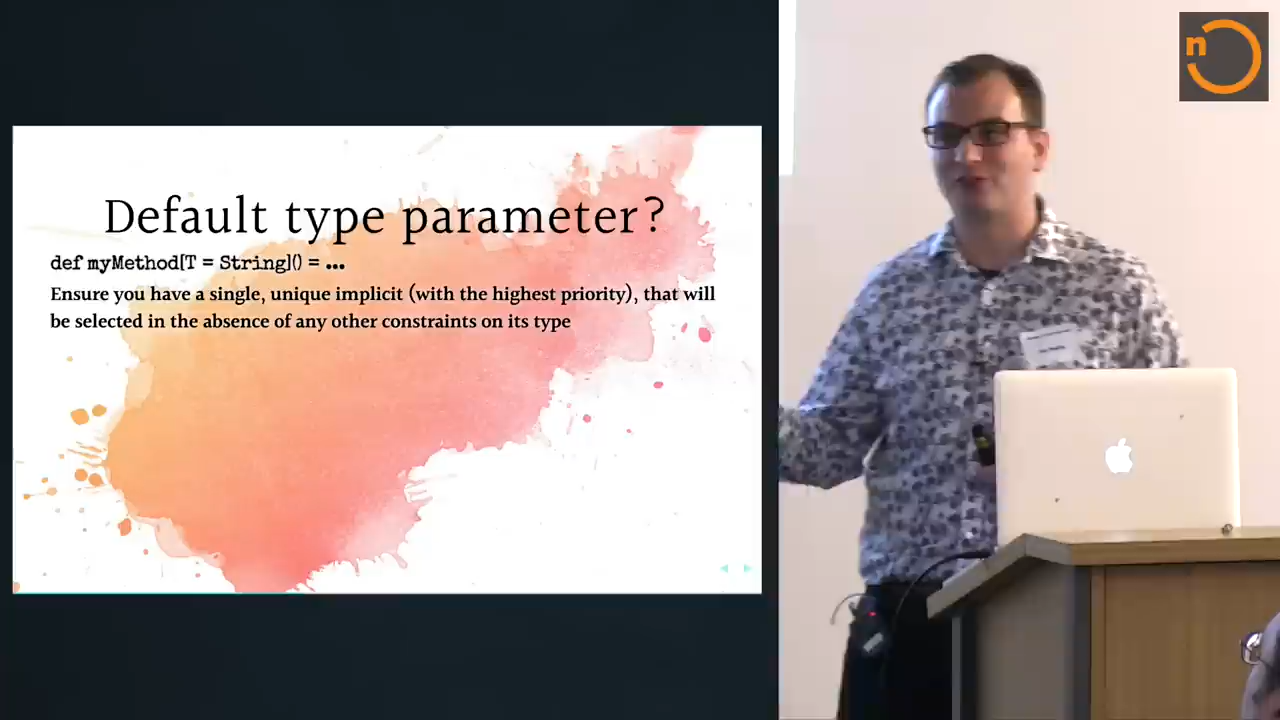 n
Default type parameter?
def myMethod[T = String]() = ...
Ensure you have a single, unique implicit (with the highest priority), that will
be selected in the absence of any other constraints on its type